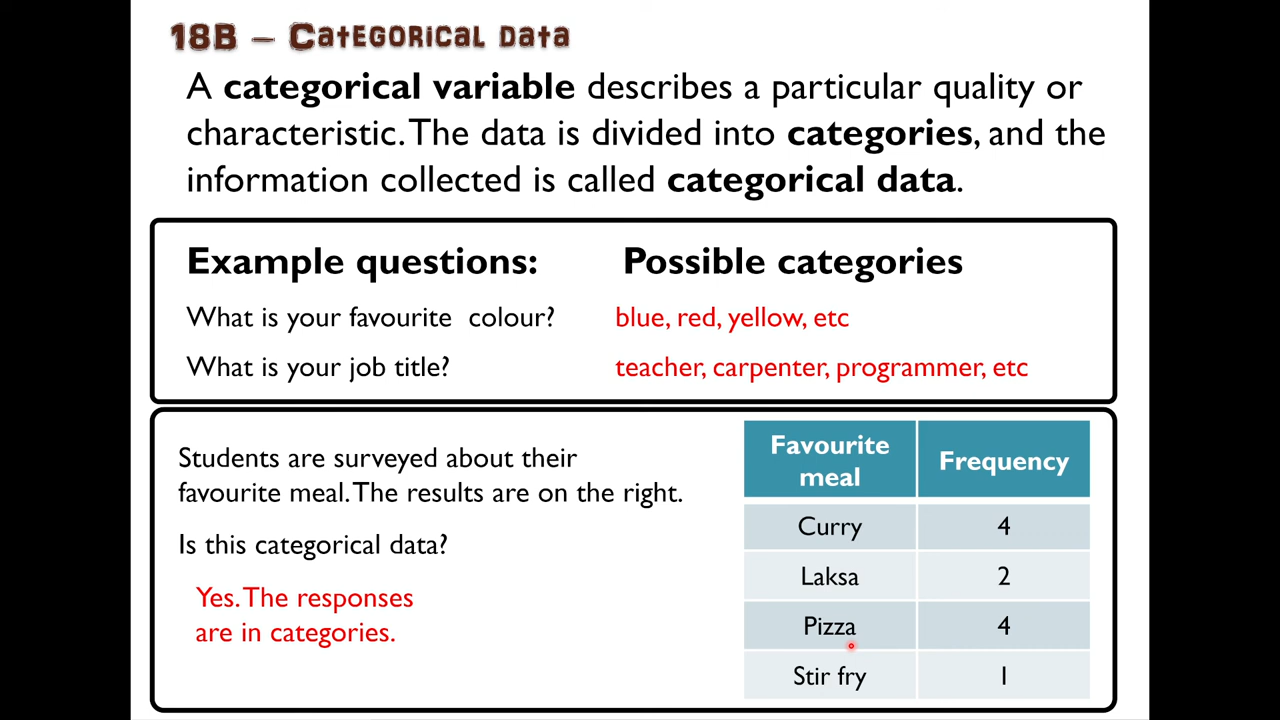 18B – Categorical data
A categorical variable describes a particular quality or
characteristic. The data is divided into categories, and the
information collected is called categorical data.
Example questions: Possible categories
What is your favourite colour? blue, red, yellow, etc
What is your job title? teacher, carpenter, programmer, etc
Students are surveyed about their
favourite meal. The results are on the right.
Is this categorical data?
Yes. The responses
are in categories.
Favourite
meal
Frequency
Curry 4
Laksa 2
Pizza 4
Stir fry 1